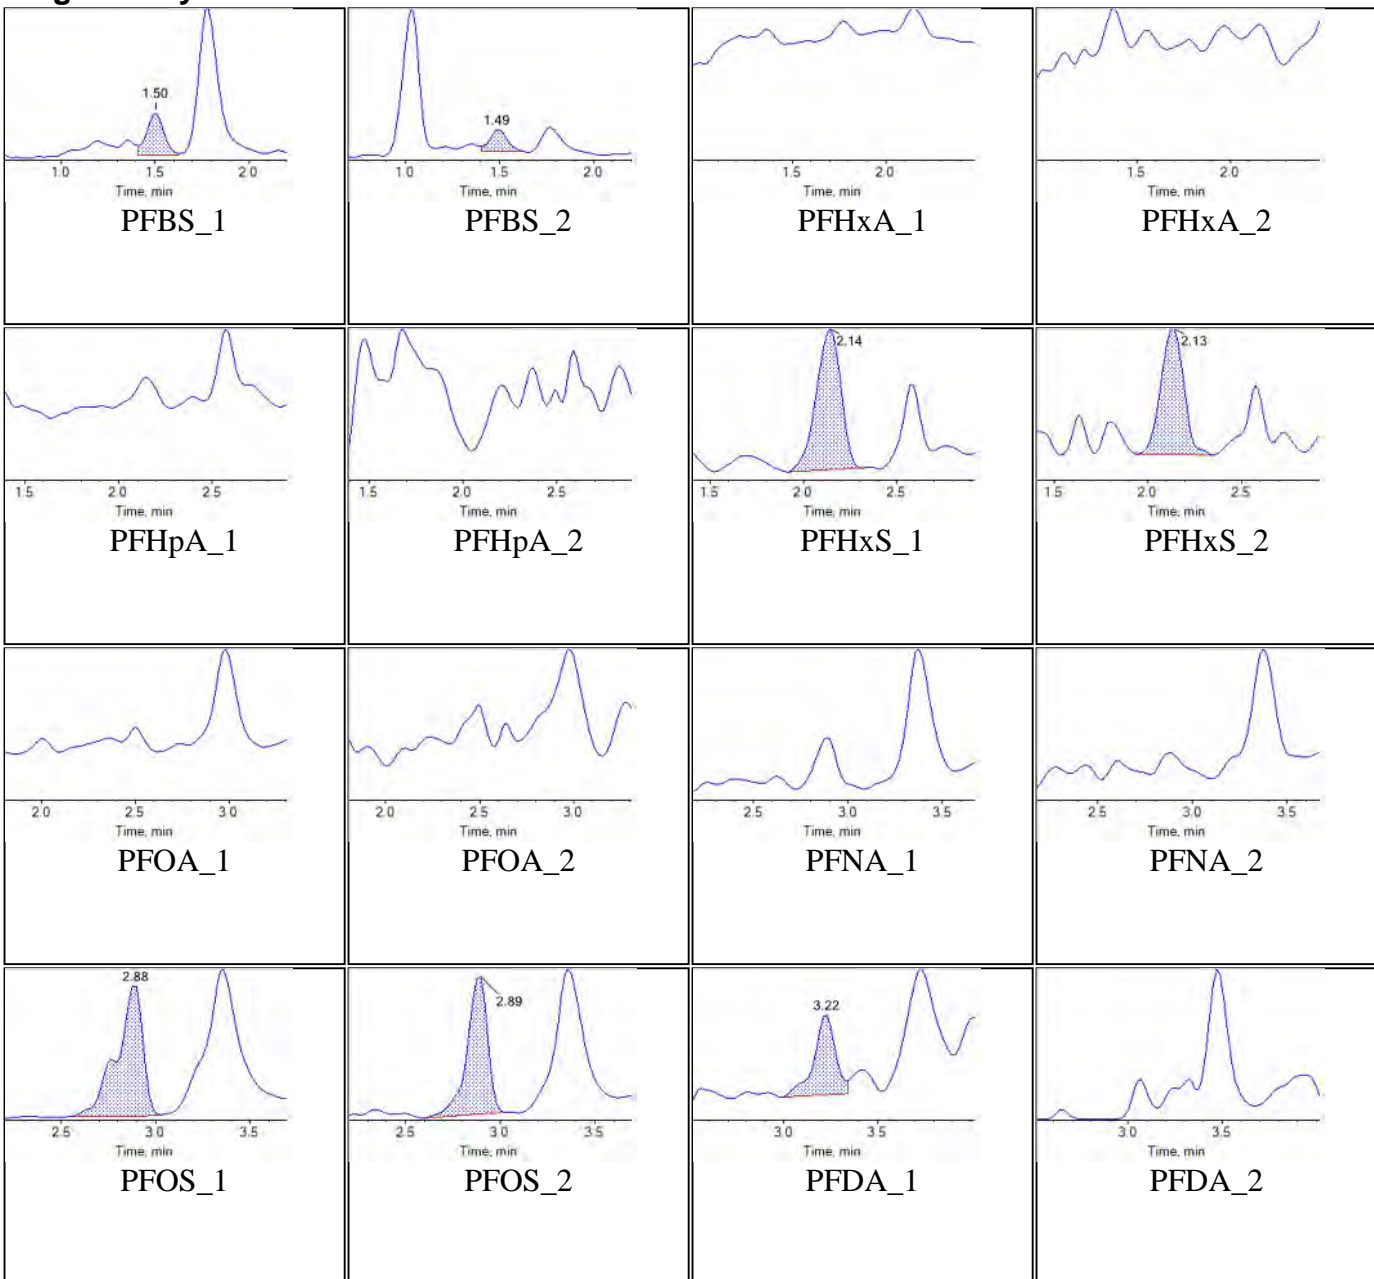 1.50
1.49
1.0 1.5 2.0 1.0 1.5 2.0 1.5 2.0 1.5 2.0
Time, min Time, min Time, min Time, min
PFBS_1 PFBS_2 PFHxA_1 PFHxA_2
2.14 2.13
1.5 2.0 2.5 1.5 2.0 2.5 1.5 2.0 2.5 1.5 2.0 2.5
Time, min Time, min Time, min Time, min
PFHpA_1 PFHpA_2 PFHxS_1 PFHxS_2
2.0 2.5 3.0 2.0 2.5 3.0 2.5 3.0 3.5 2.5 3.0 3.5
Time, min Time, min Time, min Time, min
PFOA_1 PFOA_2 PFNA_1 PFNA_2
2.88 2.89 3.22
2.5 3.0 3.5 2.5 3.0 3.5 3.0 3.5 3.0 3.5
Time, min Time, min Time, min Time, min
PFOS_1 PFOS_2 PFDA_1 PFDA_2